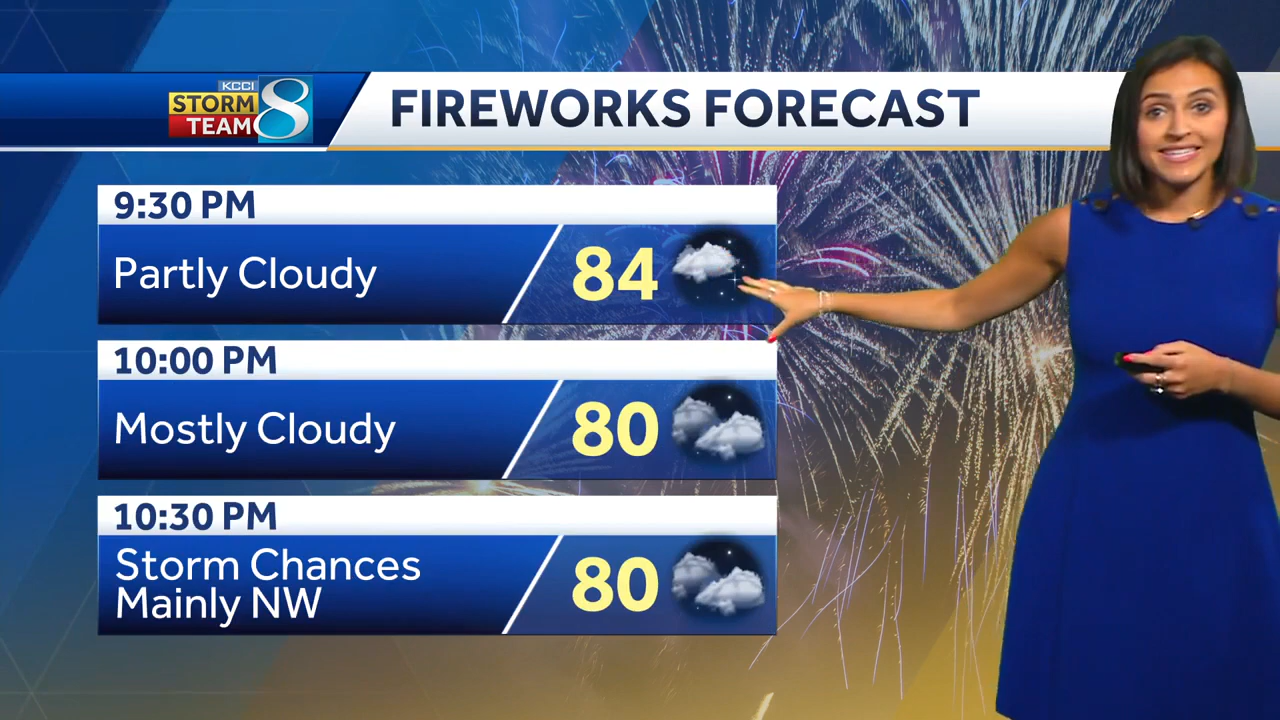 KCCI
STORM
TEAM 8
FIREWORKS FORECAST
9:30 PM
Partly Cloudy 84
10:00 PM
Mostly Cloudy 80
10:30 PM
Storm Chances
Mainly NW 80